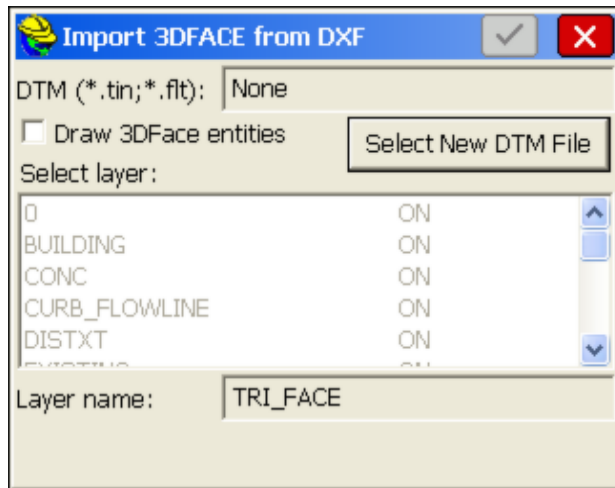 Import 3DFACE from DXF
DTM (*.tin;*.flt): None
Draw 3DFace entities
Select New DTM File
Select layer:
0 ON
BUILDING ON
CONC ON
CURB_FLOWLINE ON
DISTXT ON
Layer name: TRI_FACE